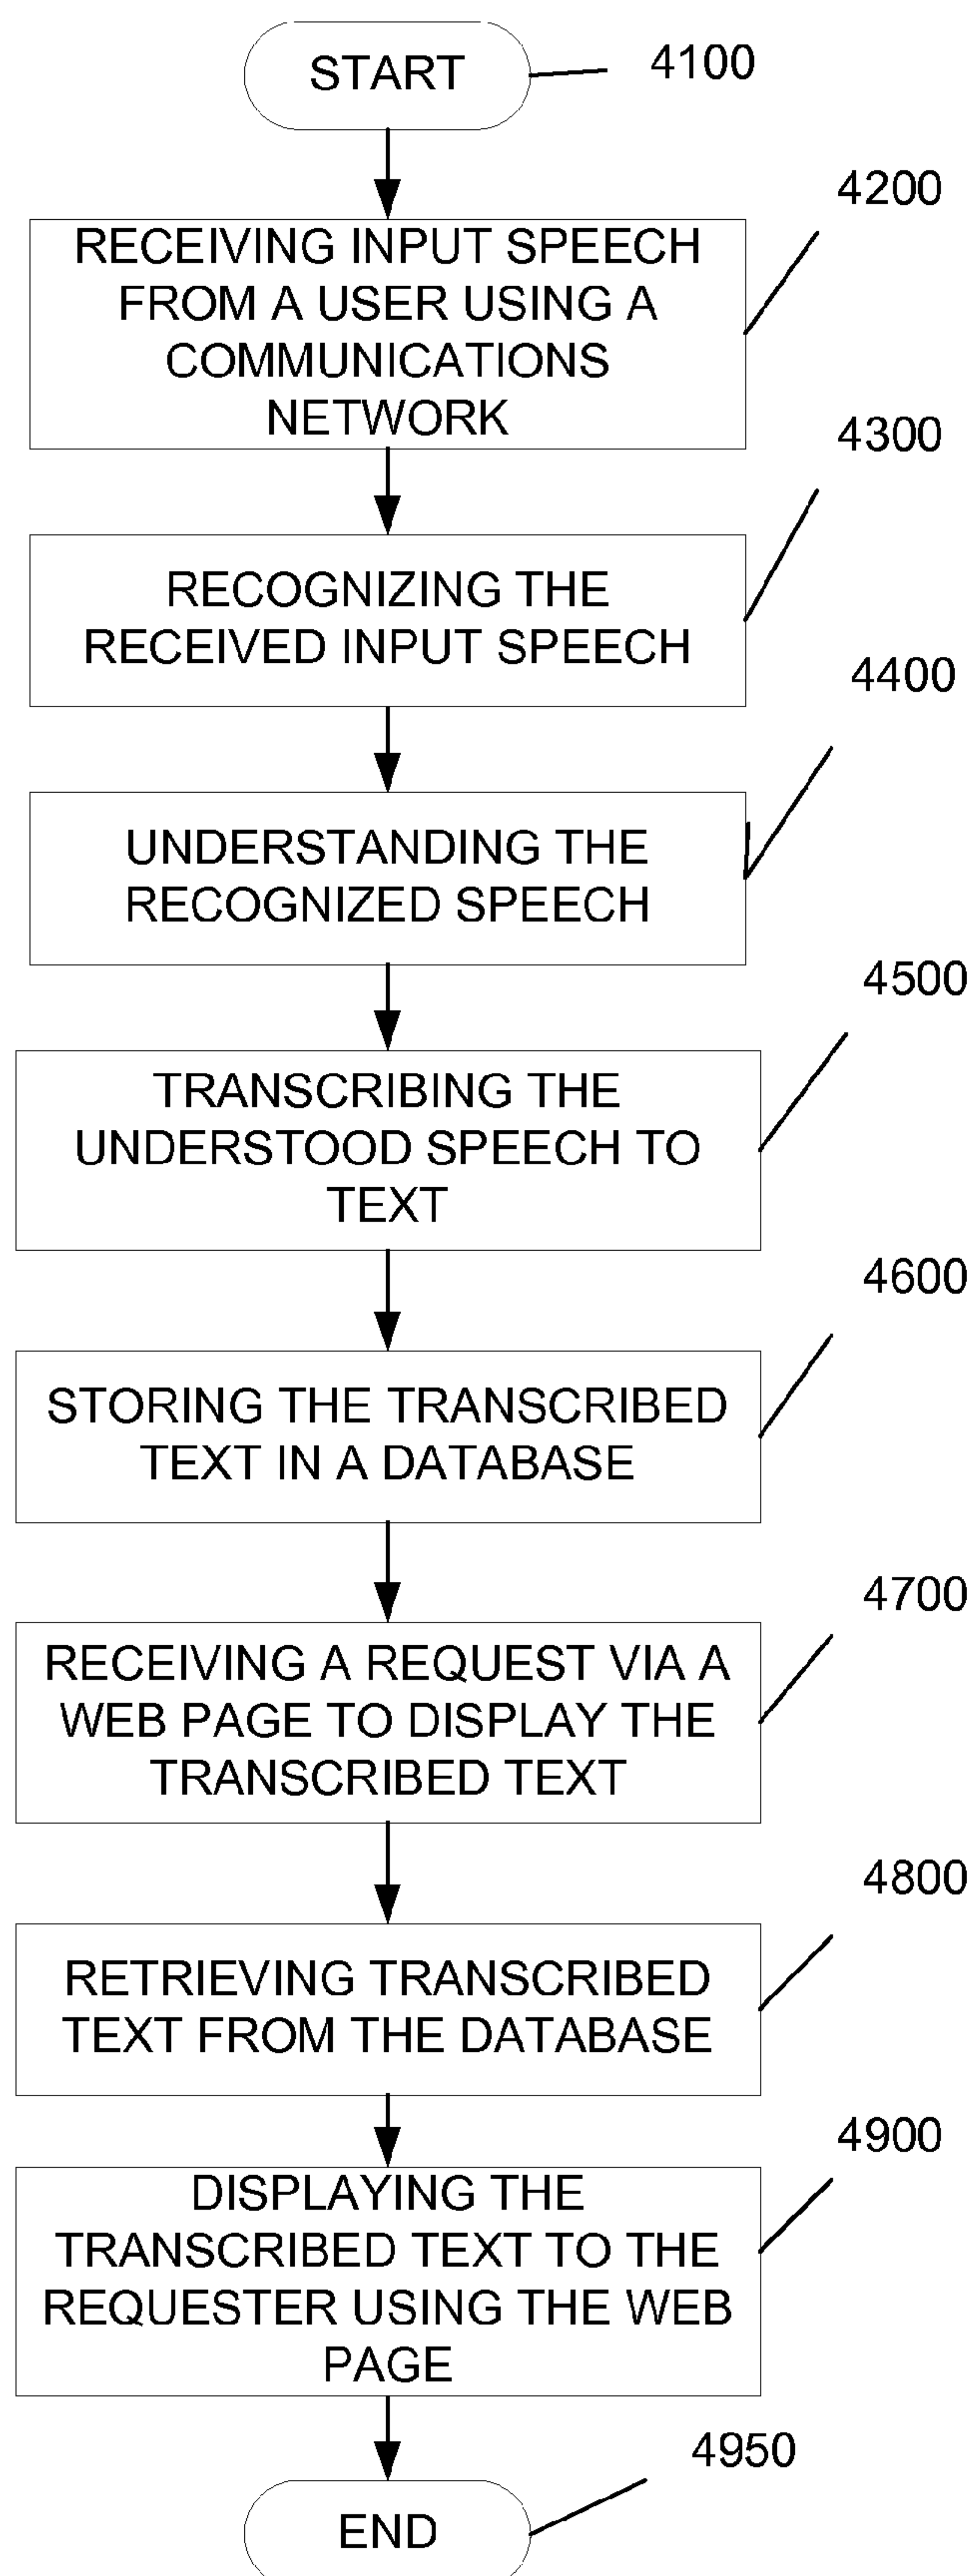 START
4100
4200
RECEIVING INPUT SPEECH
FROM A USER USING A
COMMUNICATIONS
NETWORK
4300
RECOGNIZING THE
RECEIVED INPUT SPEECH
4400
UNDERSTANDING THE
RECOGNIZED SPEECH
4500
TRANSCRIBING THE
UNDERSTOOD SPEECH TO
TEXT
4600
STORING THE TRANSCRIBED
TEXT IN A DATABASE
4700
RECEIVING A REQUEST VIA A
WEB PAGE TO DISPLAY THE
TRANSCRIBED TEXT
4800
RETRIEVING TRANSCRIBED
TEXT FROM THE DATABASE
4900
DISPLAYING THE
TRANSCRIBED TEXT TO THE
REQUESTER USING THE WEB
PAGE
4950
END